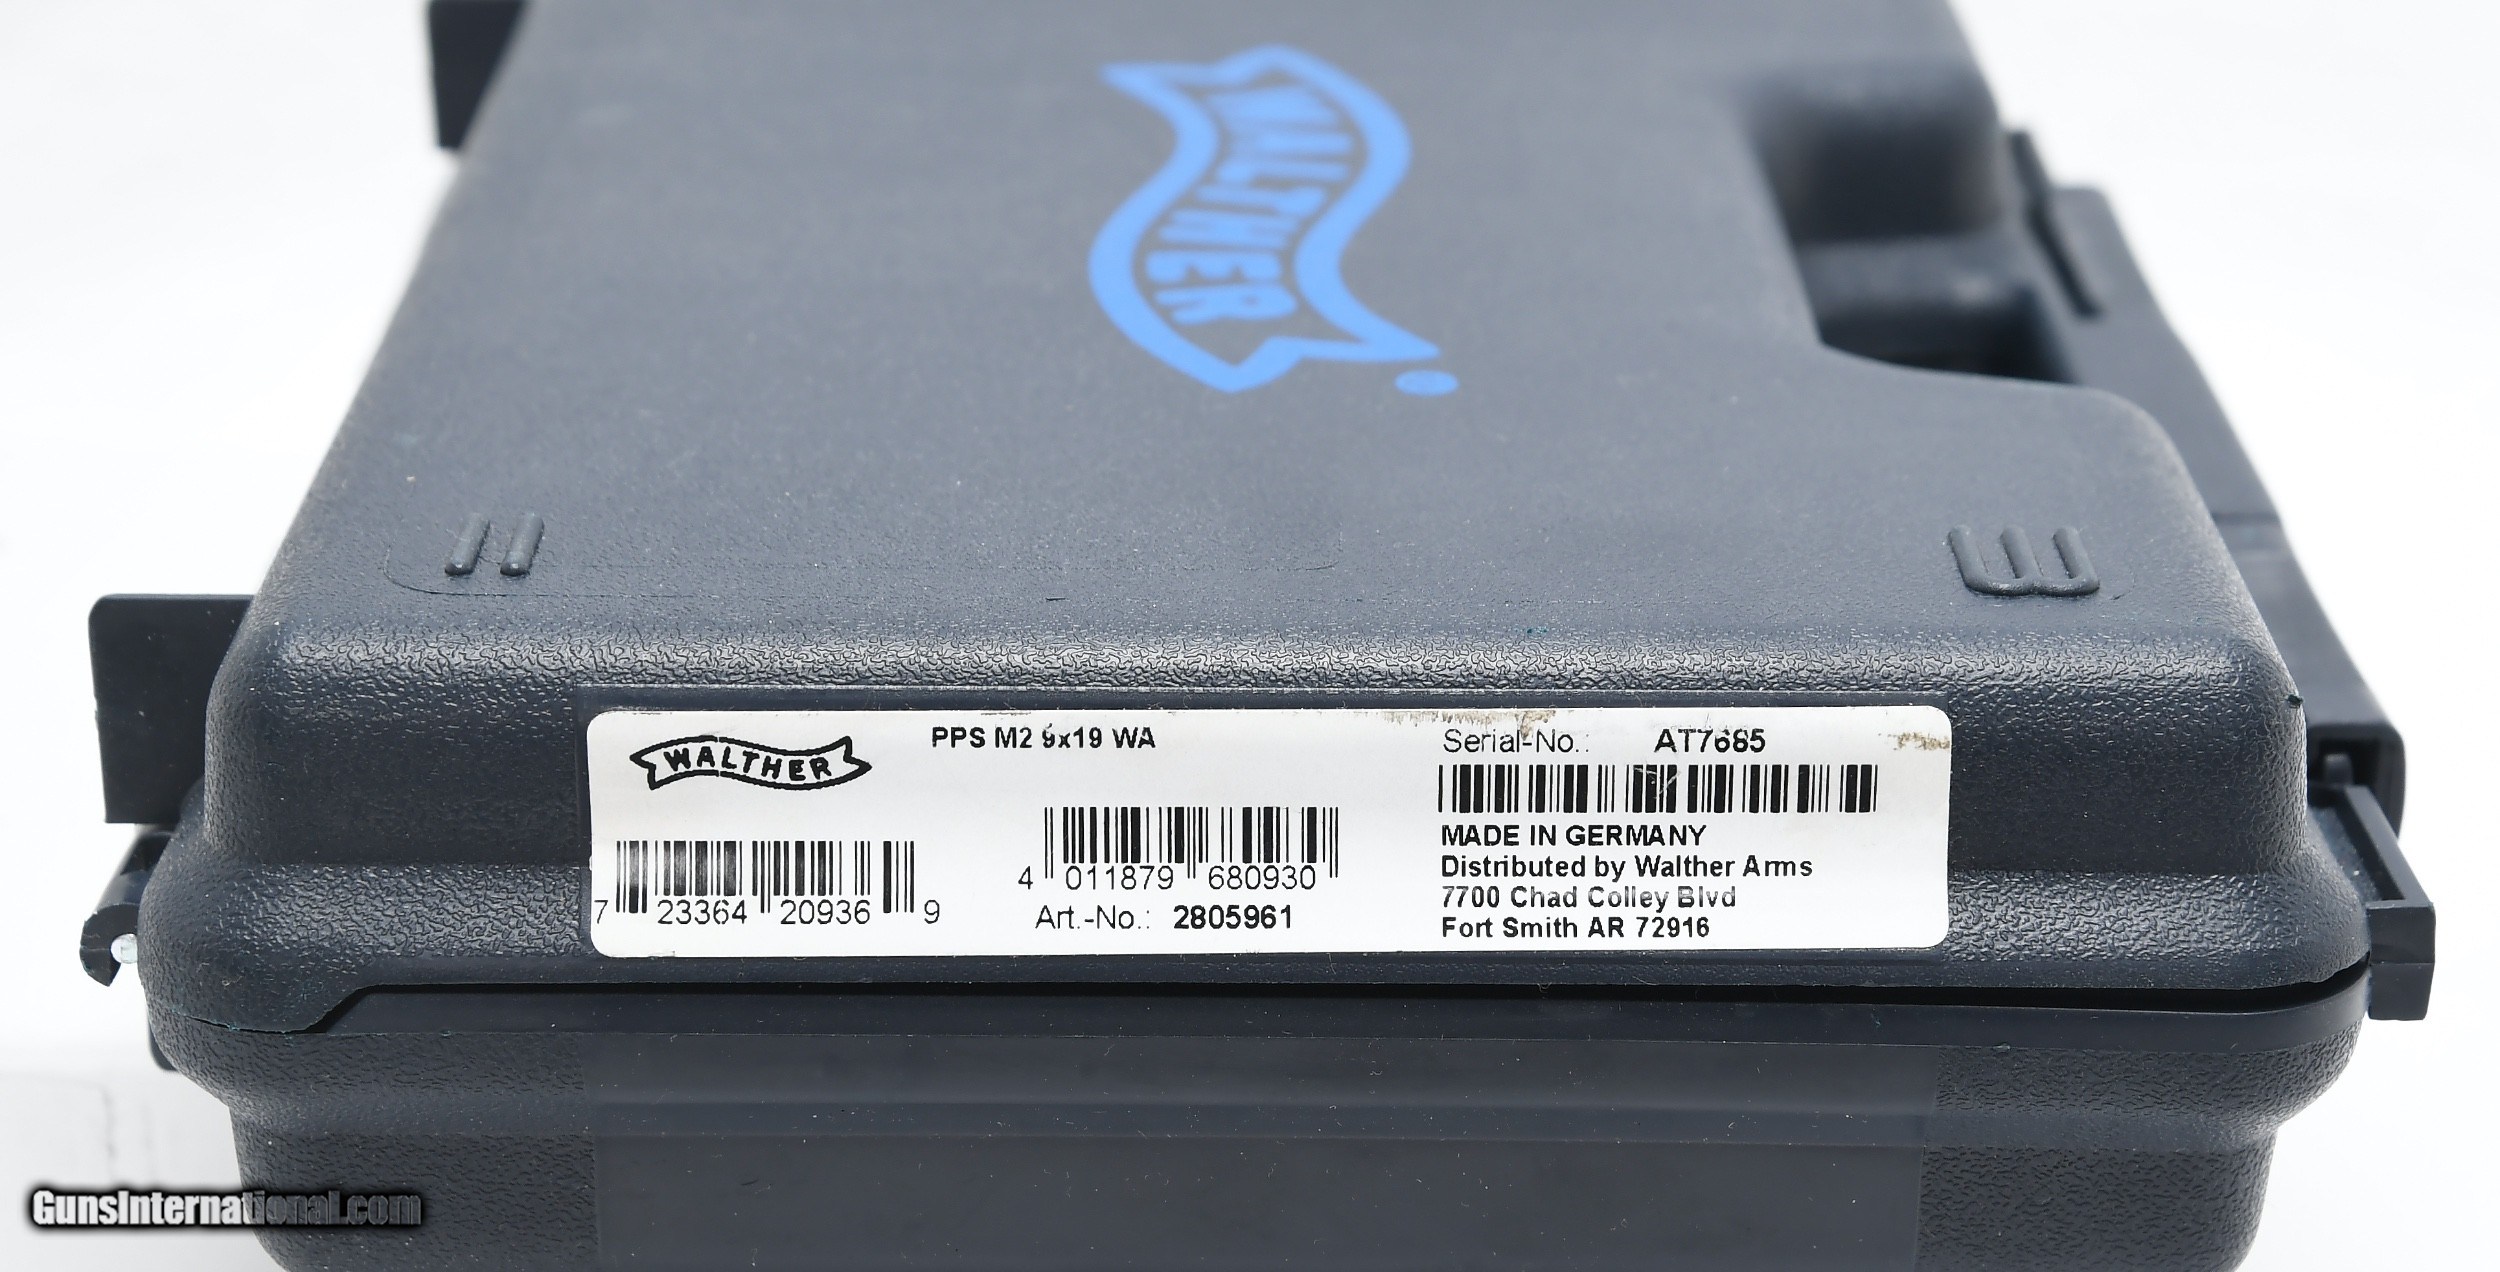 WALTHER
®
WALTHER
PPS M2 9x19 WA
Serial-No.: AT7685
7 23364 20936 9
4 011879 680930
Art.-No.: 2805961
MADE IN GERMANY
Distributed by Walther Arms
7700 Chad Colley Blvd
Fort Smith AR 72916
GunsInternational.com